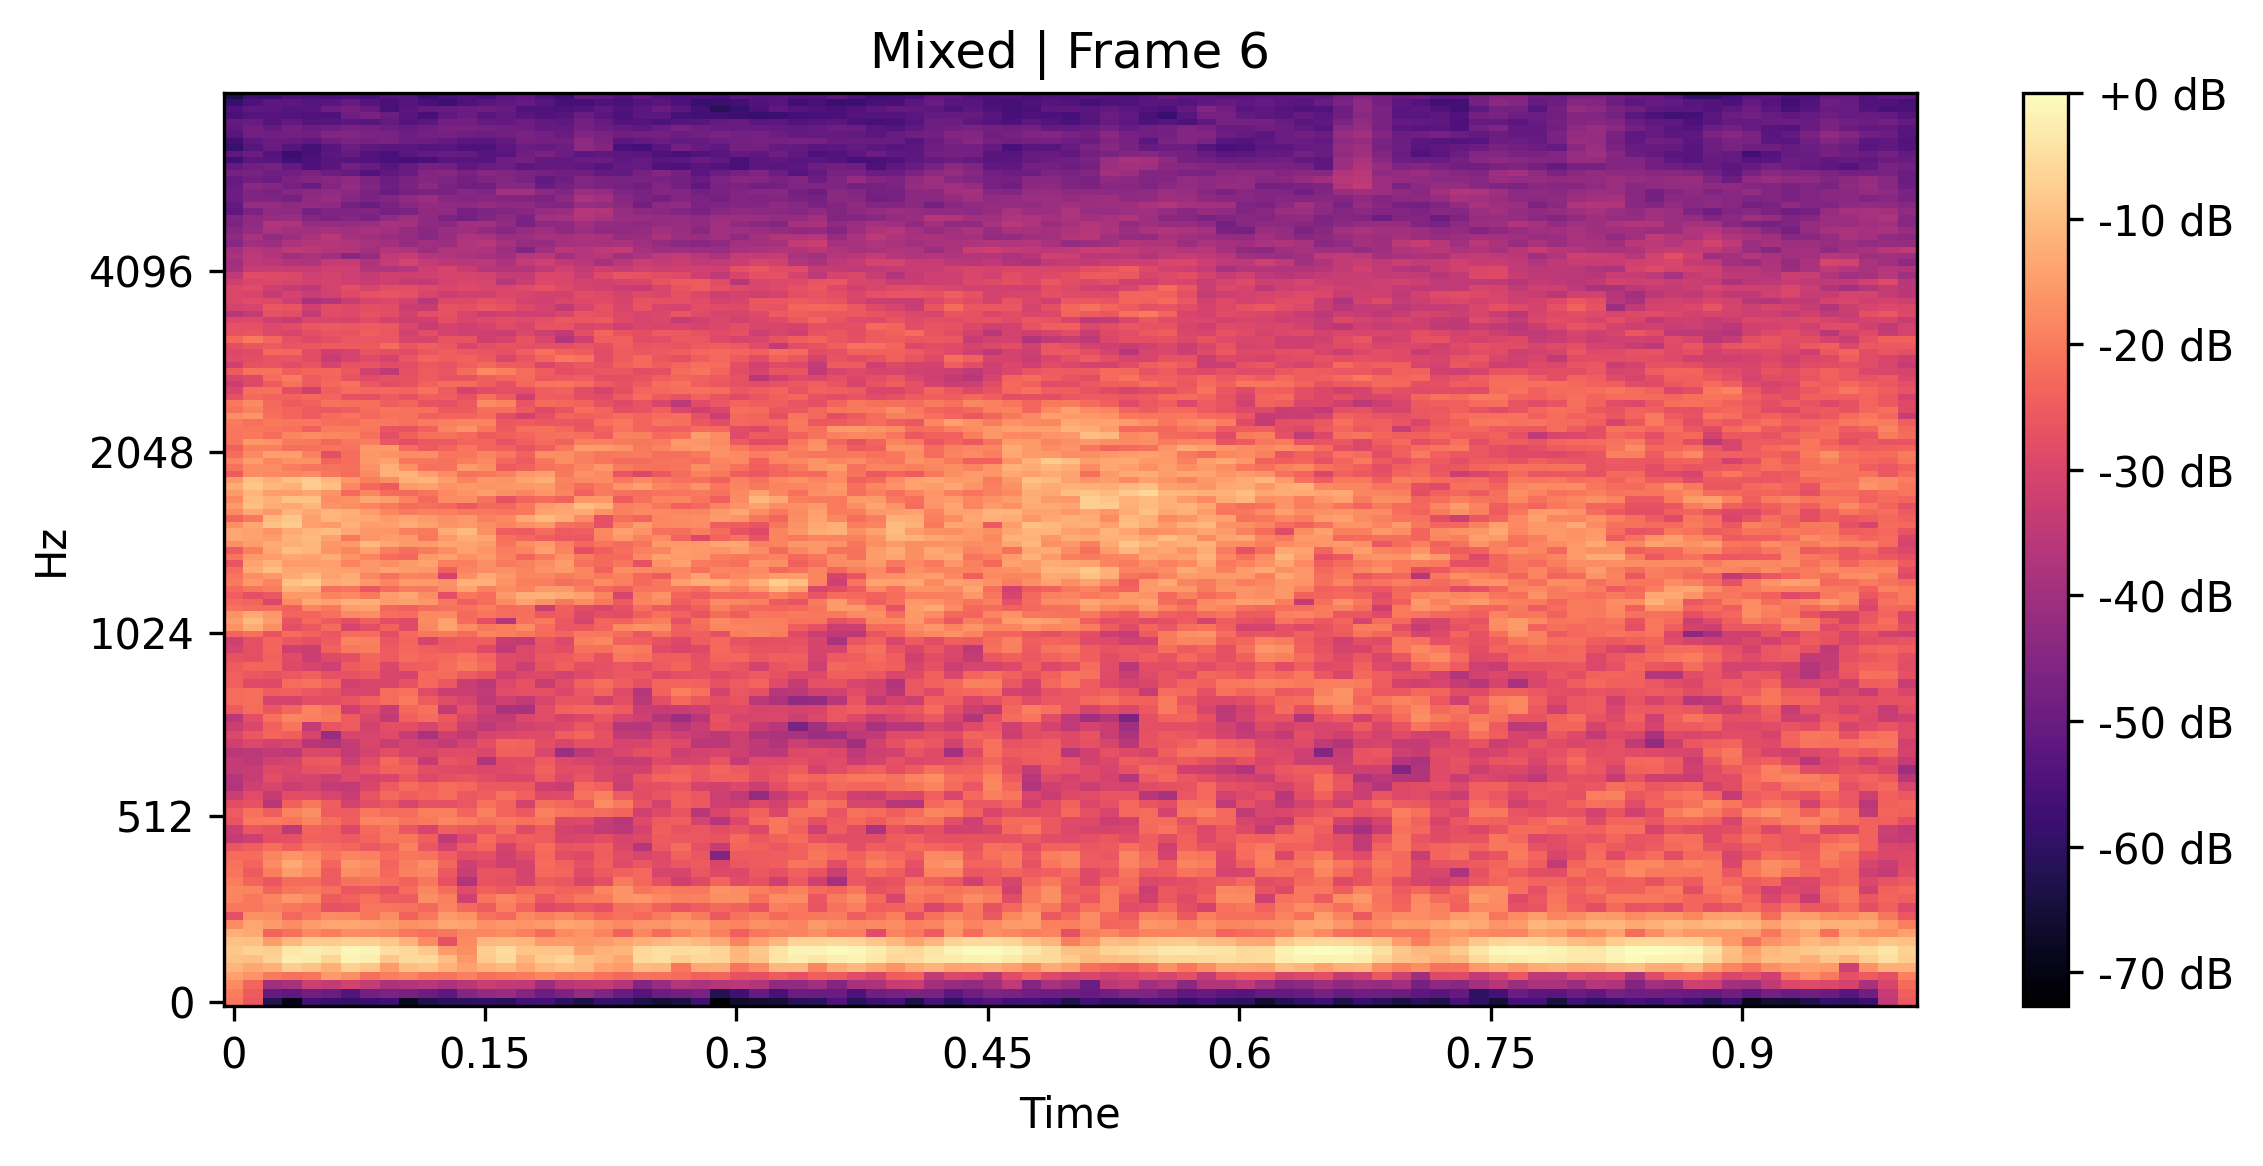 Mixed | Frame 6
Hz
4096
2048
1024
512
0
0 0.15 0.3 0.45 0.6 0.75 0.9
Time
+0 dB
-10 dB
-20 dB
-30 dB
-40 dB
-50 dB
-60 dB
-70 dB